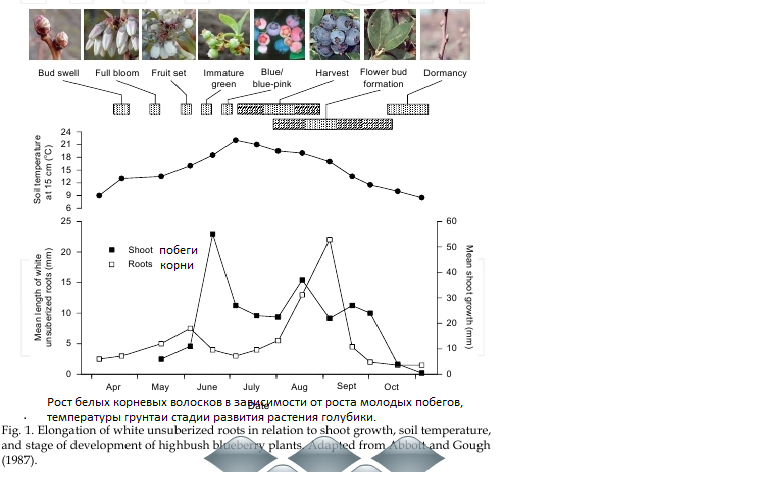 Bud swell Full bloom Fruit set Immature green Blue/ blue-pink Harvest Flower bud formation Dormancy
Soil temperature at 15 cm (°C)
24
21
18
15
12
9
6
Mean length of white unsuberized roots (mm)
25
20
15
10
5
0
Shoot побеги
Roots корни
60
50
40
30
20
10
0
Mean shoot growth (mm)
Apr May June July Aug Sept Oct
Date
Рост белых корневых волосков в зависимости от роста молодых побегов,
температуры грунтаи стадии развития растения голубики.
Fig. 1. Elongation of white unsuberized roots in relation to shoot growth, soil temperature,
and stage of development of highbush blueberry plants. Adapted from Abbott and Gough
(1987).